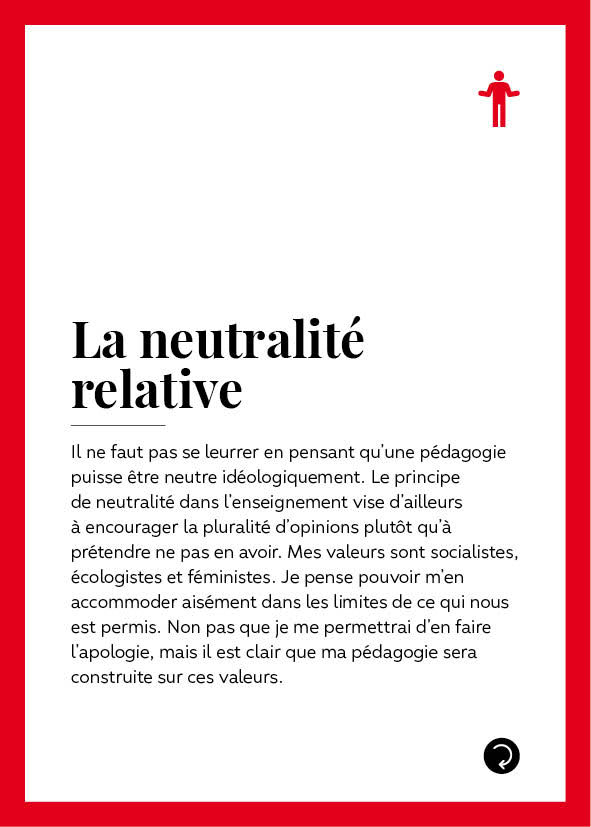 La neutralité
relative
Il ne faut pas se leurrer en pensant qu’une pédagogie
puisse être neutre idéologiquement. Le principe
de neutralité dans l’enseignement vise d’ailleurs
à encourager la pluralité d’opinions plutôt qu’à
prétendre ne pas en avoir. Mes valeurs sont socialistes,
écologistes et féministes. Je pense pouvoir m’en
accommoder aisément dans les limites de ce qui nous
est permis. Non pas que je me permettrai d’en faire
l’apologie, mais il est clair que ma pédagogie sera
construite sur ces valeurs.